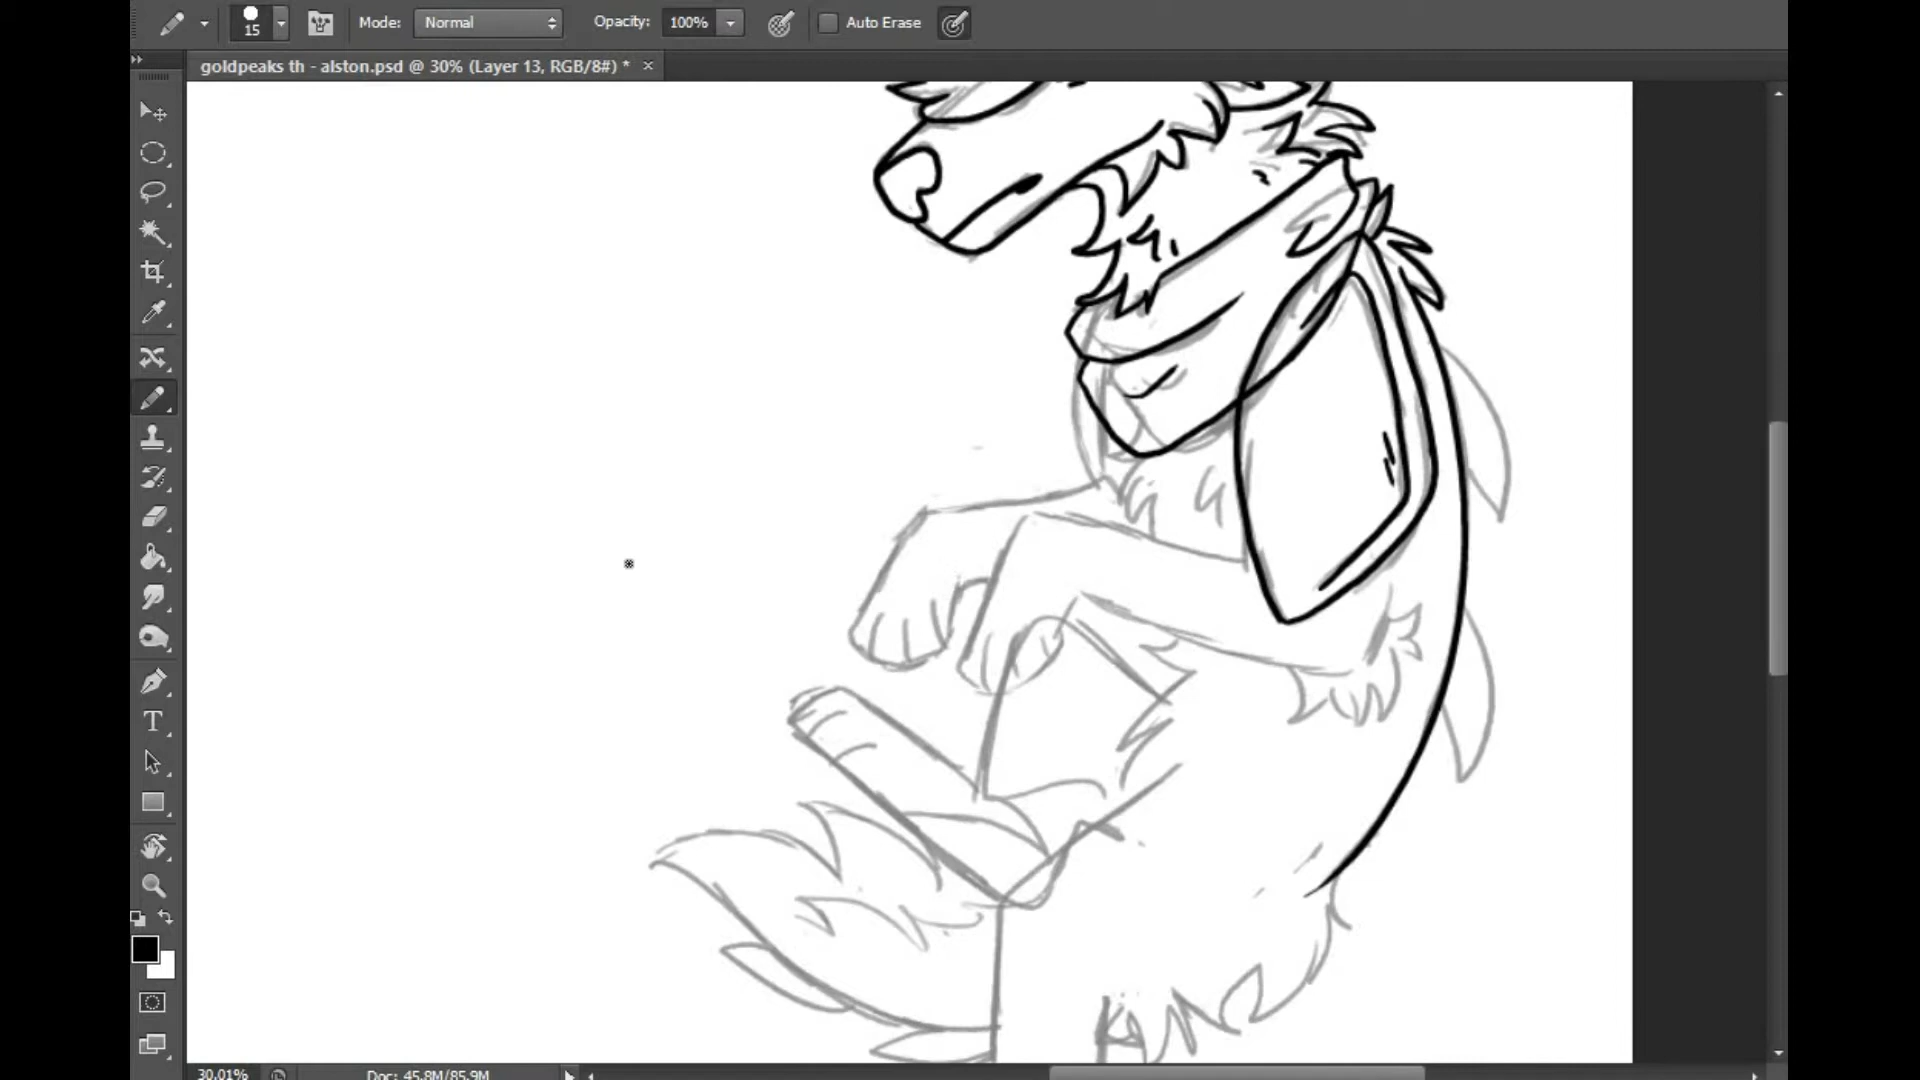 15
Mode: Normal Opacity: 100% Auto Erase
goldpeaks th - alston.psd @ 30% (Layer 13, RGB/8#) * ×
T
30.01% Doc: 45.8M/85.9M